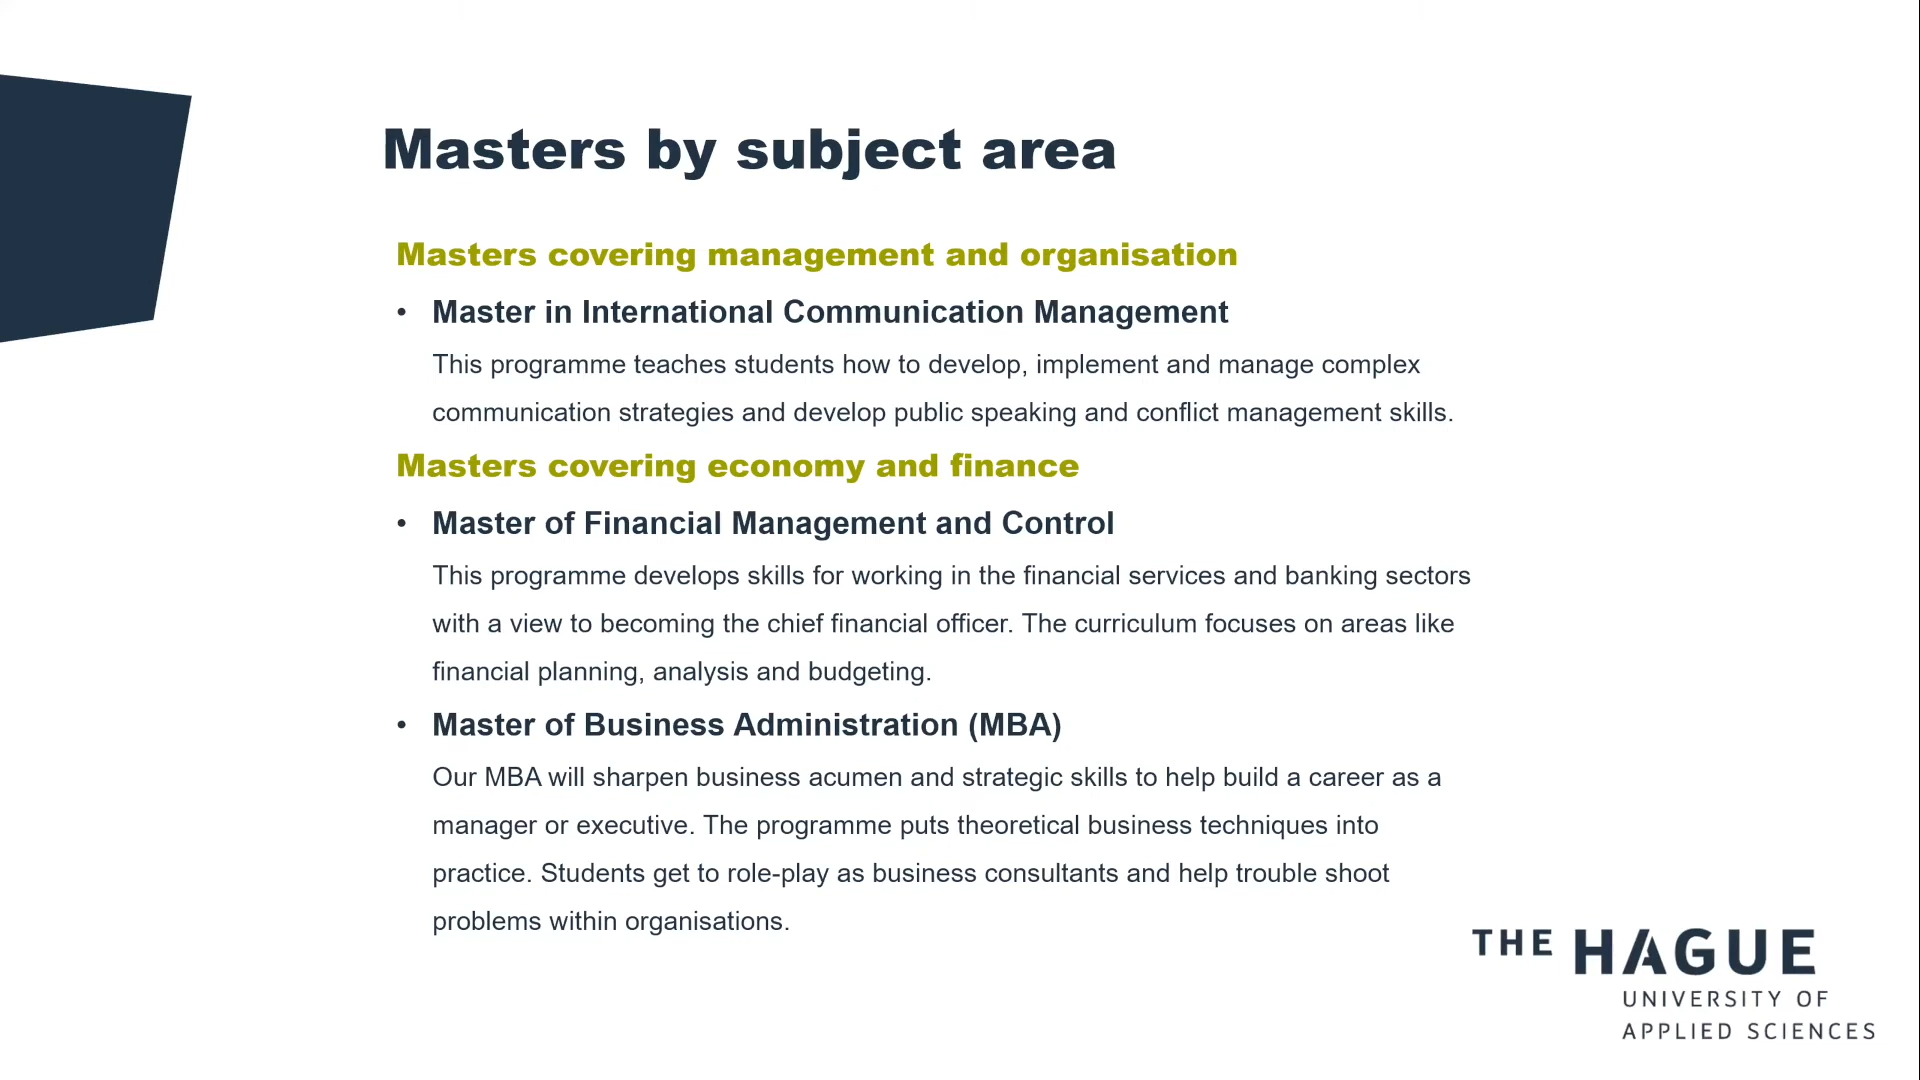 Masters by subject area
Masters covering management and organisation
• Master in International Communication Management
This programme teaches students how to develop, implement and manage complex
communication strategies and develop public speaking and conflict management skills.
Masters covering economy and finance
• Master of Financial Management and Control
This programme develops skills for working in the financial services and banking sectors
with a view to becoming the chief financial officer. The curriculum focuses on areas like
financial planning, analysis and budgeting.
• Master of Business Administration (MBA)
Our MBA will sharpen business acumen and strategic skills to help build a career as a
manager or executive. The programme puts theoretical business techniques into
practice. Students get to role-play as business consultants and help trouble shoot
problems within organisations.
THE HAGUE
UNIVERSITY OF
APPLIED SCIENCES